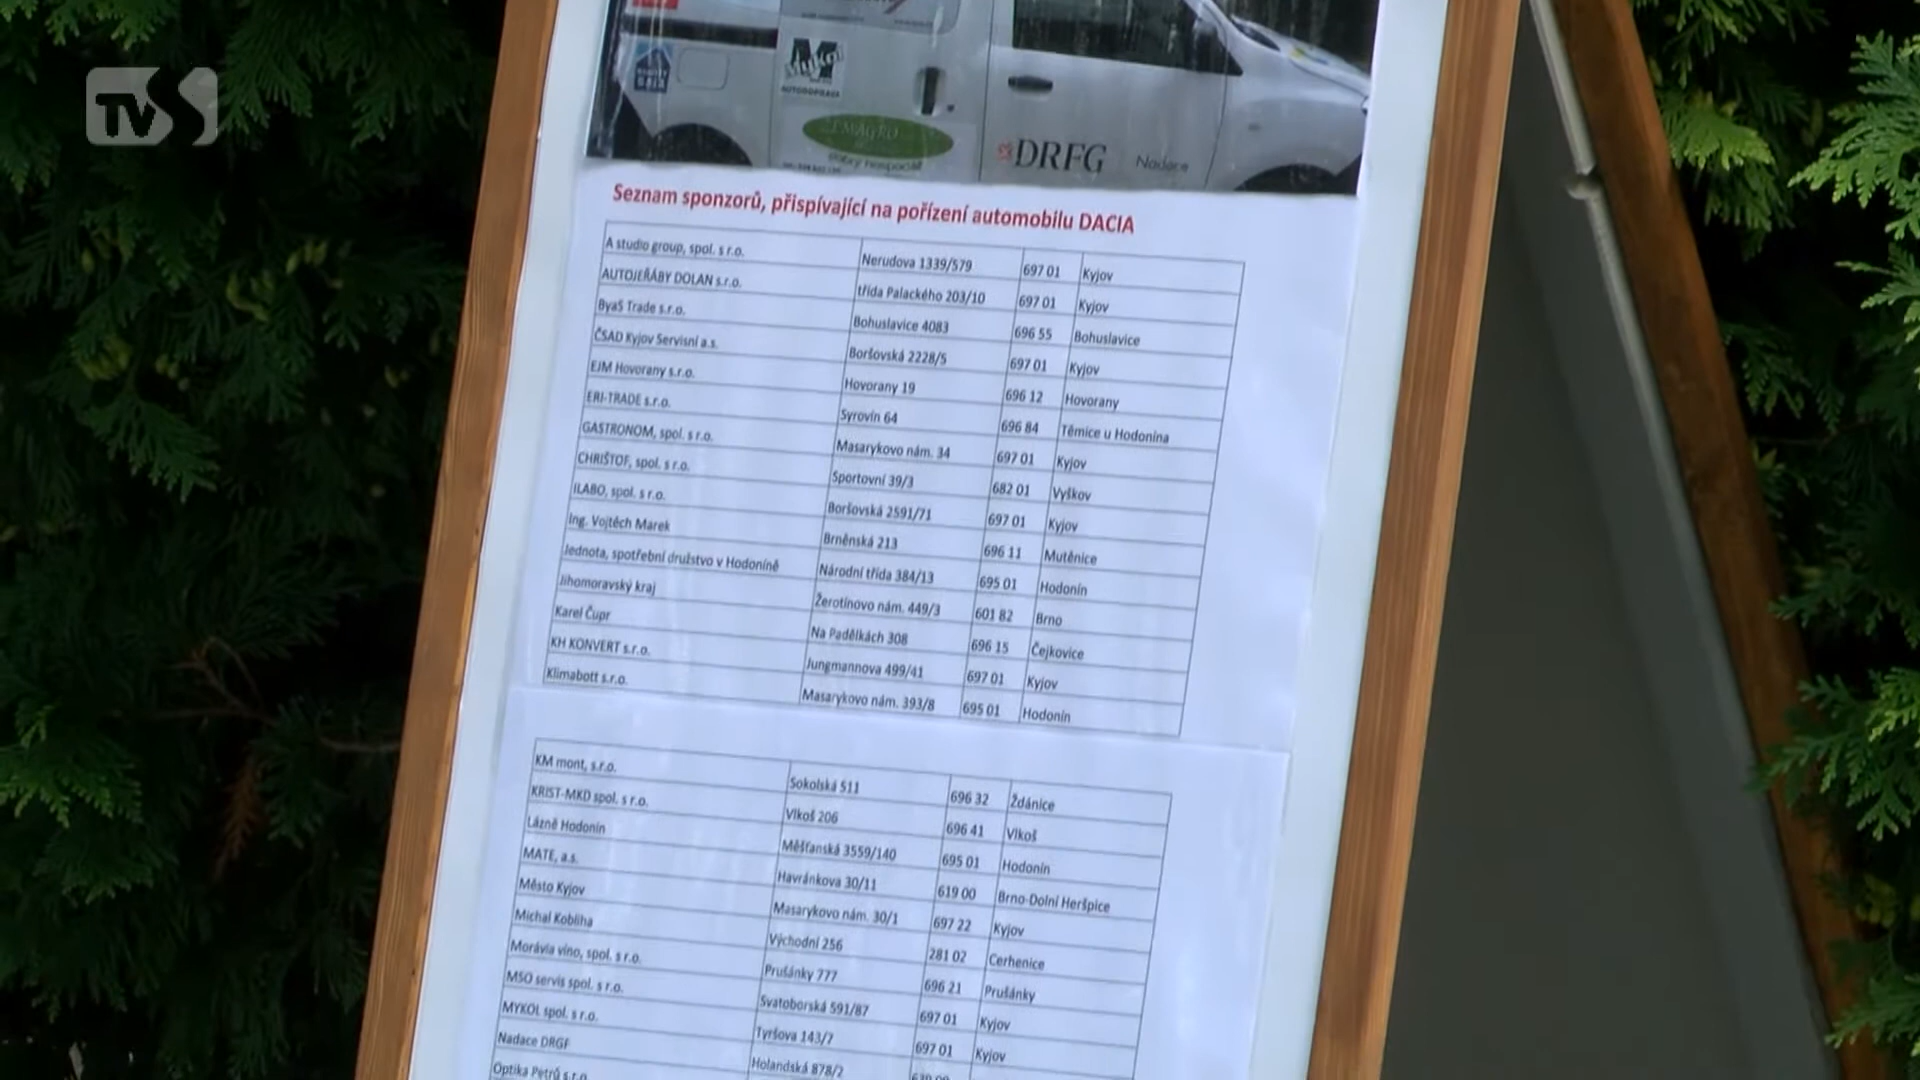 TVS
Mykol
AUTODOPRAVA
ZEMAGRO
dobrý hospodář
DRFG Nadace
Seznam sponzorů, přispívající na pořízení automobilu DACIA
A studio group, spol. s r.o. Nerudova 1339/579 697 01 Kyjov
AUTOJEŘÁBY DOLAN s.r.o. třída Palackého 203/10 697 01 Kyjov
ByaS Trade s.r.o. Bohuslavice 4083 696 55 Bohuslavice
ČSAD Kyjov Servisní a.s. Boršovská 2228/5 697 01 Kyjov
EJM Hovorany s.r.o. Hovorany 19 696 12 Hovorany
ERI-TRADE s.r.o. Syrovín 64 696 84 Těmice u Hodonína
GASTRONOM, spol. s r.o. Masarykovo nám. 34 697 01 Kyjov
CHRIŠTOF, spol. s r.o. Sportovní 39/3 682 01 Vyškov
ILABO, spol. s r.o. Boršovská 2591/71 697 01 Kyjov
Ing. Vojtěch Marek Brněnská 213 696 11 Mutěnice
Jednota, spotřební družstvo v Hodoníně Národní třída 384/13 695 01 Hodonín
Jihomoravský kraj Žerotínovo nám. 449/3 601 82 Brno
Karel Čupr Na Padělkách 308 696 15 Čejkovice
KH KONVERT s.r.o. Jungmannova 499/41 697 01 Kyjov
Klimabott s.r.o. Masarykovo nám. 393/8 695 01 Hodonín
KM mont, s.r.o. Sokolská 511 696 32 Ždánice
KRIST-MKD spol. s r.o. Vlkoš 206 696 41 Vlkoš
Lázně Hodonín Měšťanská 3559/140 695 01 Hodonín
MATE, a.s. Havránkova 30/11 619 00 Brno-Dolní Heršpice
Město Kyjov Masarykovo nám. 30/1 697 22 Kyjov
Michal Kobliha Východní 256 281 02 Cerhenice
Morávia víno, spol. s r.o. Prušánky 777 696 21 Prušánky
MSO servis spol. s r.o. Svatoborská 591/87 697 01 Kyjov
MYKOL spol. s r.o. Tyršova 143/7 697 01 Kyjov
Nadace DRGF Holandská 878/2
Optika Petrů s.r.o.